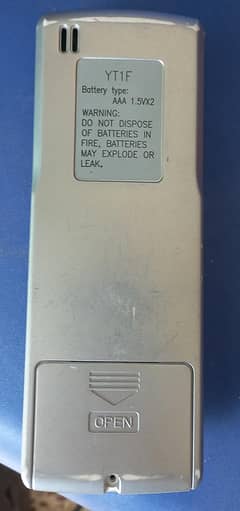 YT1F
Battery type:
AAA 1.5VX2
WARNING:
DO NOT DISPOSE
OF BATTERIES IN
FIRE, BATTERIES
MAY EXPLODE OR
LEAK.
OPEN